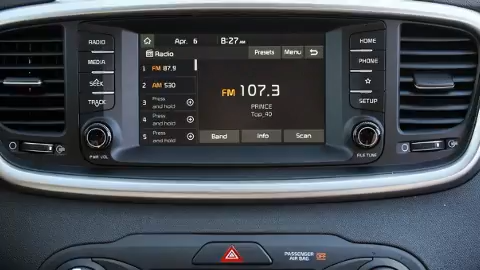 RADIO
MEDIA
SEEK
TRACK
PWR VOL
Apr. 6
8:27AM
Radio
Presets
Menu
1 FM 87.9
2 AM 530
3 Press and hold
4 Press and hold
5 Press and hold
FM 107.3
PRINCE
Top_40
Band
Info
Scan
HOME
PHONE
SETUP
FILE TUNE
PASSENGER
AIR BAG